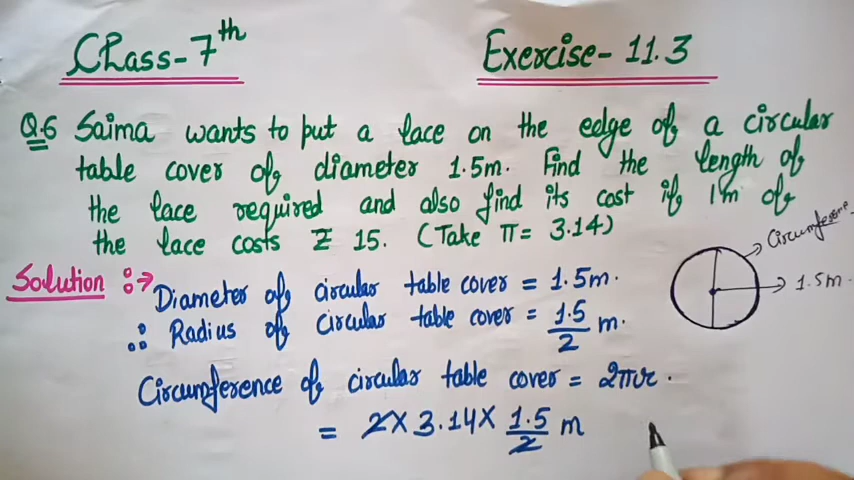 Class-7th
Exercise-11.3
Q.6 Saima wants to put a lace on the edge of a circular
table cover of diameter 1.5m. Find the length of
the lace required and also find its cost if 1m of
the lace costs ₹ 15. (Take π= 3.14)
Circumference
1.5m
Solution :→
Diameter of circular table cover = 1.5m.
∴ Radius of circular table cover = 1.5/2 m.
Circumference of circular table cover = 2πr.
= 2 × 3.14 × 1.5/2 m